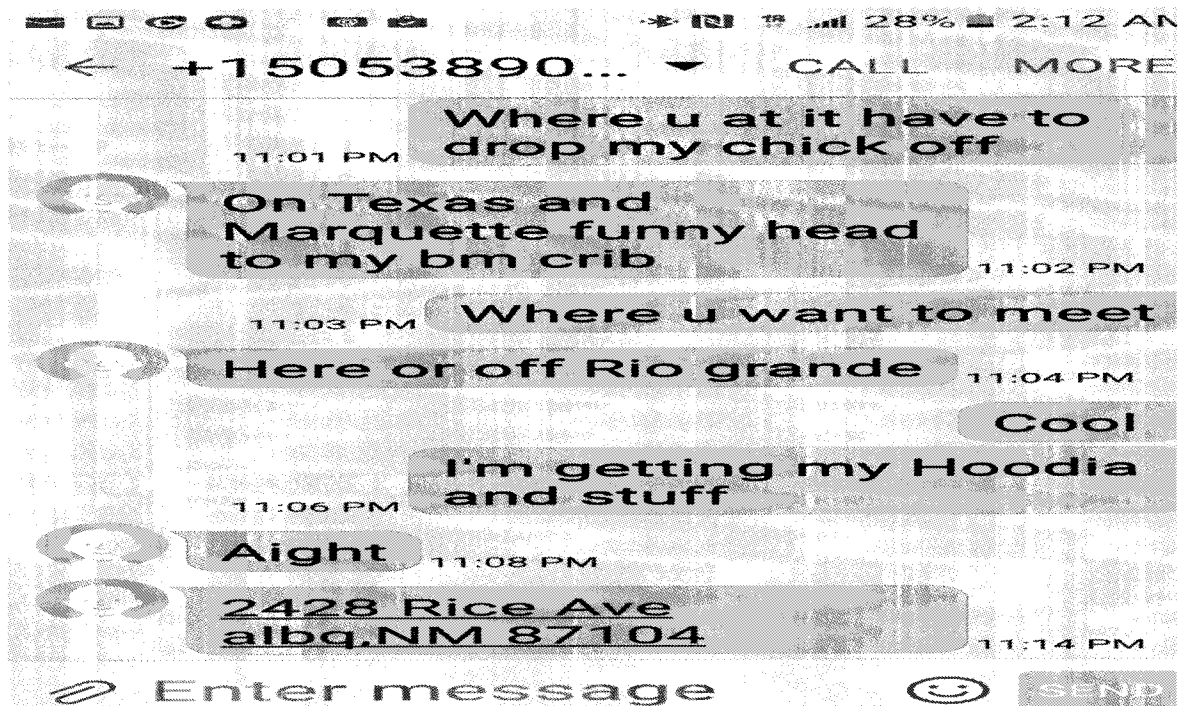 28% 2:12 AM
← +15053890... CALL MORE
Where u at it have to
drop my chick off
11:01 PM
On Texas and
Marquette funny head
to my bm crib
11:02 PM
Where u want to meet
11:03 PM
Here or off Rio grande
11:04 PM
Cool
I'm getting my Hoodia
and stuff
11:06 PM
Aight
11:08 PM
2428 Rice Ave
albq,NM 87104
11:14 PM
Enter message SEND